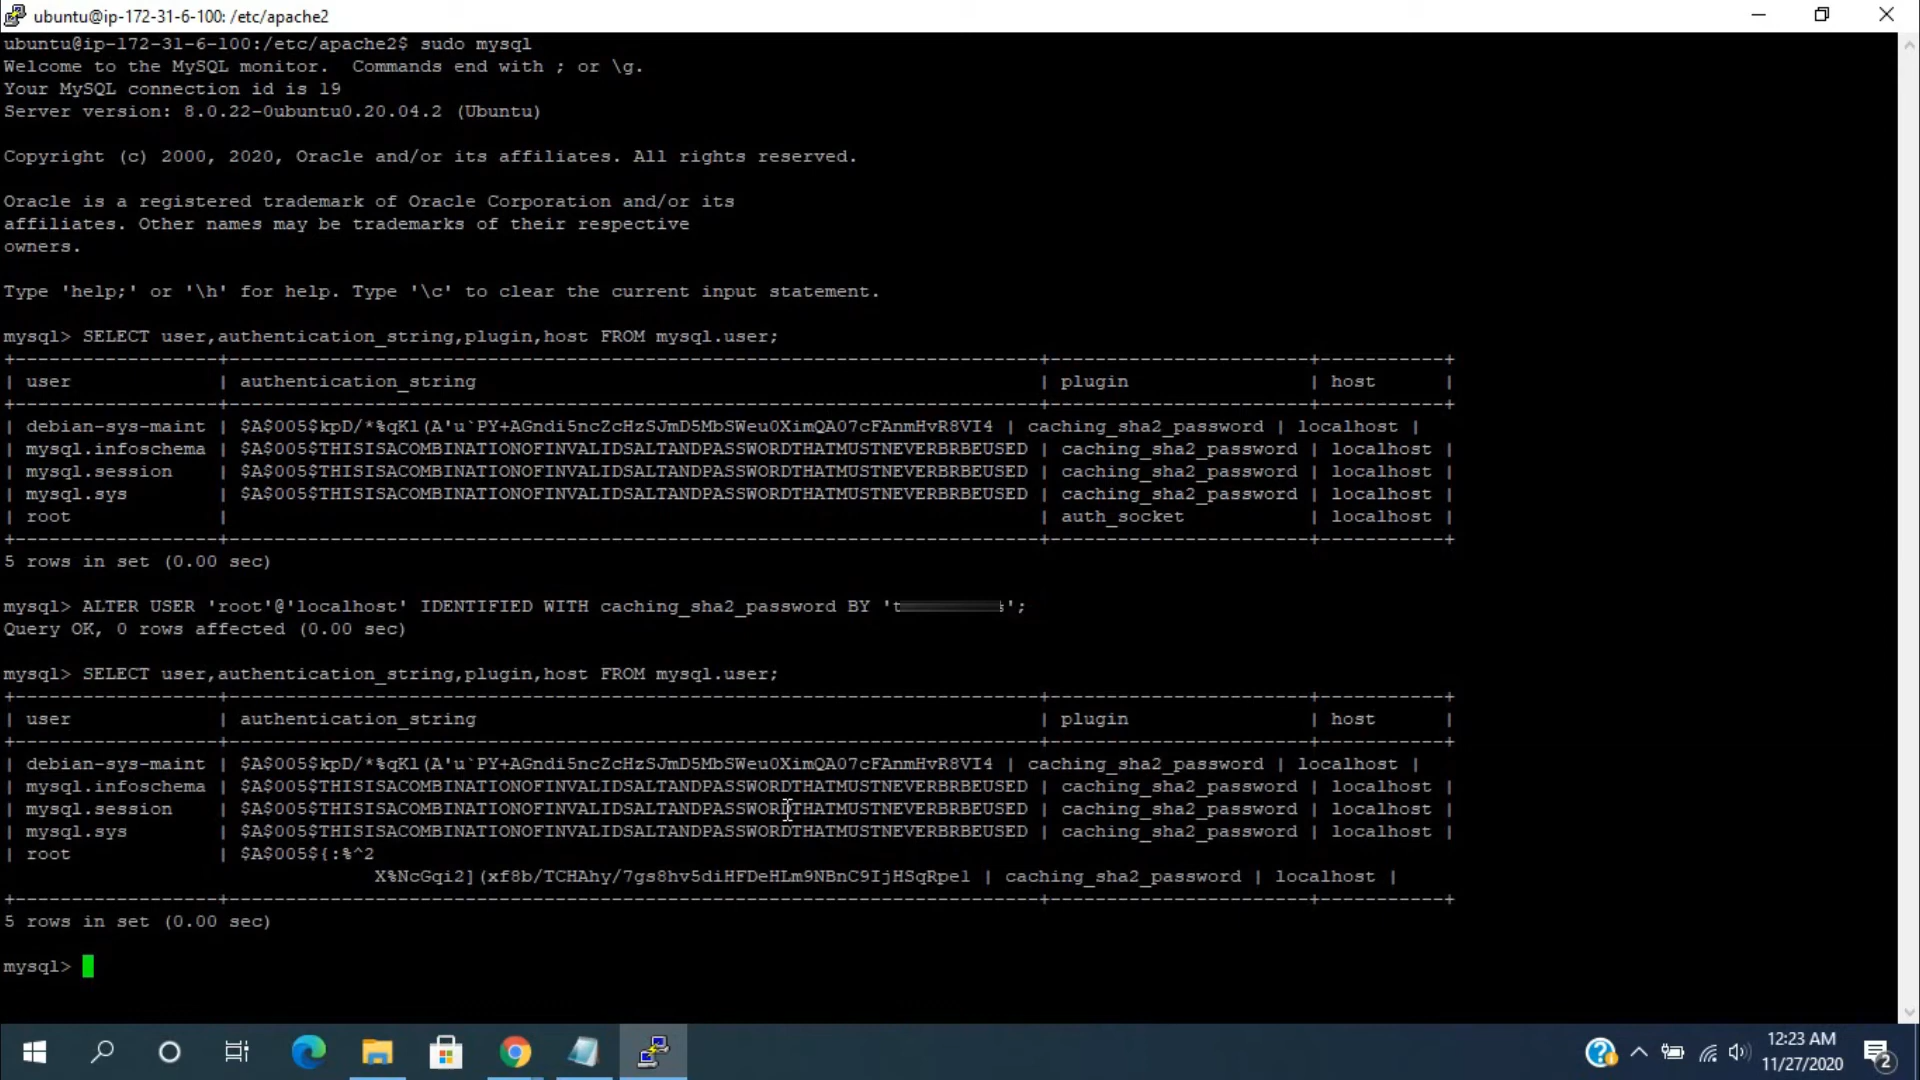 ubuntu@ip-172-31-6-100: /etc/apache2
ubuntu@ip-172-31-6-100:/etc/apache2$ sudo mysql
Welcome to the MySQL monitor.  Commands end with ; or \g.
Your MySQL connection id is 19
Server version: 8.0.22-0ubuntu0.20.04.2 (Ubuntu)
Copyright (c) 2000, 2020, Oracle and/or its affiliates. All rights reserved.
Oracle is a registered trademark of Oracle Corporation and/or its
affiliates. Other names may be trademarks of their respective
owners.
Type 'help;' or '\h' for help. Type '\c' to clear the current input statement.
mysql> SELECT user,authentication_string,plugin,host FROM mysql.user;
| user | authentication_string | plugin | host |
| debian-sys-maint | $A$005$kpD/*%qKl(A'u`PY+AGndi5ncZcHzSJmD5MbSWeu0XimQA07cFAnmHvR8VI4 | caching_sha2_password | localhost |
| mysql.infoschema | $A$005$THISISACOMBINATIONOFINVALIDSALTANDPASSWORDTHATMUSTNEVERBRBEUSED | caching_sha2_password | localhost |
| mysql.session | $A$005$THISISACOMBINATIONOFINVALIDSALTANDPASSWORDTHATMUSTNEVERBRBEUSED | caching_sha2_password | localhost |
| mysql.sys | $A$005$THISISACOMBINATIONOFINVALIDSALTANDPASSWORDTHATMUSTNEVERBRBEUSED | caching_sha2_password | localhost |
| root | | auth_socket | localhost |
5 rows in set (0.00 sec)
mysql> ALTER USER 'root'@'localhost' IDENTIFIED WITH caching_sha2_password BY 't
Query OK, 0 rows affected (0.00 sec)
mysql> SELECT user,authentication_string,plugin,host FROM mysql.user;
| user | authentication_string | plugin | host |
| debian-sys-maint | $A$005$kpD/*%qKl(A'u`PY+AGndi5ncZcHzSJmD5MbSWeu0XimQA07cFAnmHvR8VI4 | caching_sha2_password | localhost |
| mysql.infoschema | $A$005$THISISACOMBINATIONOFINVALIDSALTANDPASSWORDTHATMUSTNEVERBRBEUSED | caching_sha2_password | localhost |
| mysql.session | $A$005$THISISACOMBINATIONOFINVALIDSALTANDPASSWORDTHATMUSTNEVERBRBEUSED | caching_sha2_password | localhost |
| mysql.sys | $A$005$THISISACOMBINATIONOFINVALIDSALTANDPASSWORDTHATMUSTNEVERBRBEUSED | caching_sha2_password | localhost |
| root | $A$005${:%^2
X%NcGqi2](xf8b/TCHAhy/7gs8hv5diHFDeHLm9NBnC9IjHSqRpel | caching_sha2_password | localhost |
5 rows in set (0.00 sec)
mysql>
12:23 AM
11/27/2020
2